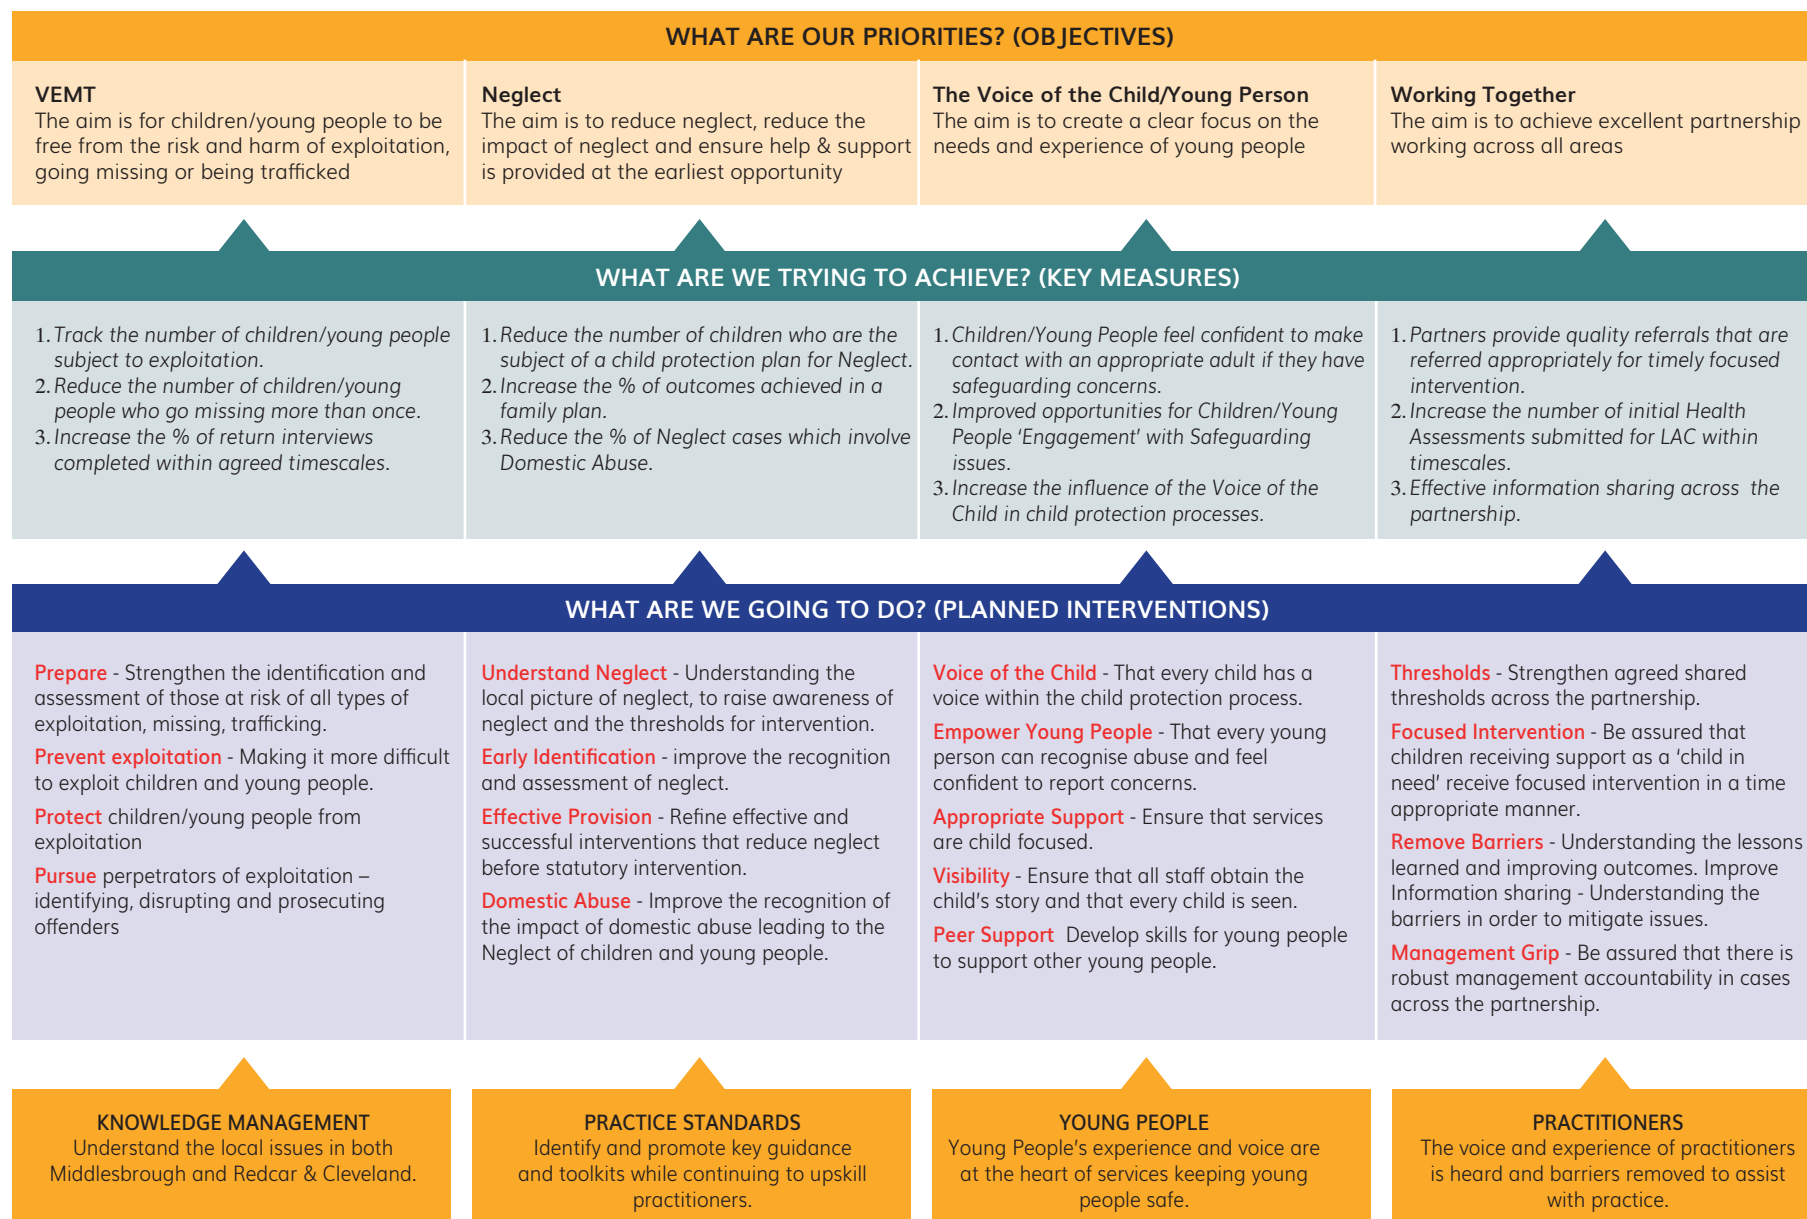 WHAT ARE OUR PRIORITIES? (OBJECTIVES)
VEMT
The aim is for children/young people to be
free from the risk and harm of exploitation,
going missing or being trafficked
Neglect
The aim is to reduce neglect, reduce the
impact of neglect and ensure help & support
is provided at the earliest opportunity
The Voice of the Child/Young Person
The aim is to create a clear focus on the
needs and experience of young people
Working Together
The aim is to achieve excellent partnership
working across all areas
WHAT ARE WE TRYING TO ACHIEVE? (KEY MEASURES)
1. Track the number of children/young people
subject to exploitation.
2. Reduce the number of children/young
people who go missing more than once.
3. Increase the % of return interviews
completed within agreed timescales.
1. Reduce the number of children who are the
subject of a child protection plan for Neglect.
2. Increase the % of outcomes achieved in a
family plan.
3. Reduce the % of Neglect cases which involve
Domestic Abuse.
1. Children/Young People feel confident to make
contact with an appropriate adult if they have
safeguarding concerns.
2. Improved opportunities for Children/Young
People ‘Engagement’ with Safeguarding
issues.
3. Increase the influence of the Voice of the
Child in child protection processes.
1. Partners provide quality referrals that are
referred appropriately for timely focused
intervention.
2. Increase the number of initial Health
Assessments submitted for LAC within
timescales.
3. Effective information sharing across the
partnership.
WHAT ARE WE GOING TO DO? (PLANNED INTERVENTIONS)
Prepare - Strengthen the identification and
assessment of those at risk of all types of
exploitation, missing, trafficking.
Prevent exploitation - Making it more difficult
to exploit children and young people.
Protect children/young people from
exploitation
Pursue perpetrators of exploitation –
identifying, disrupting and prosecuting
offenders
Understand Neglect - Understanding the
local picture of neglect, to raise awareness of
neglect and the thresholds for intervention.
Early Identification - improve the recognition
and assessment of neglect.
Effective Provision - Refine effective and
successful interventions that reduce neglect
before statutory intervention.
Domestic Abuse - Improve the recognition of
the impact of domestic abuse leading to the
Neglect of children and young people.
Voice of the Child - That every child has a
voice within the child protection process.
Empower Young People - That every young
person can recognise abuse and feel
confident to report concerns.
Appropriate Support - Ensure that services
are child focused.
Visibility - Ensure that all staff obtain the
child’s story and that every child is seen.
Peer Support Develop skills for young people
to support other young people.
Thresholds - Strengthen agreed shared
thresholds across the partnership.
Focused Intervention - Be assured that
children receiving support as a ‘child in
need’ receive focused intervention in a time
appropriate manner.
Remove Barriers - Understanding the lessons
learned and improving outcomes. Improve
Information sharing - Understanding the
barriers in order to mitigate issues.
Management Grip - Be assured that there is
robust management accountability in cases
across the partnership.
KNOWLEDGE MANAGEMENT
Understand the local issues in both
Middlesbrough and Redcar & Cleveland.
PRACTICE STANDARDS
Identify and promote key guidance
and toolkits while continuing to upskill
practitioners.
YOUNG PEOPLE
Young People’s experience and voice are
at the heart of services keeping young
people safe.
PRACTITIONERS
The voice and experience of practitioners
is heard and barriers removed to assist
with practice.